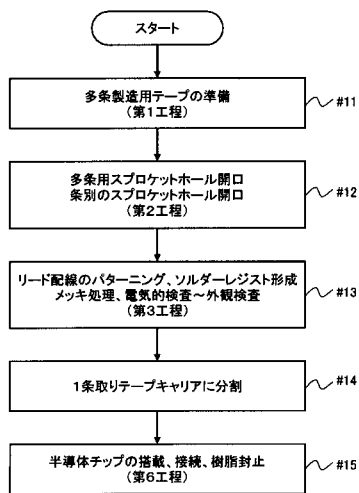 スタート
多条製造用テープの準備
(第1工程)
#11
多条用スプロケットホール開口
条別のスプロケットホール開口
(第2工程)
#12
リード配線のパターニング、ソルダーレジスト形成
メッキ処理、電気的検査~外観検査
(第3工程)
#13
1条取りテープキャリアに分割
#14
半導体チップの搭載、接続、樹脂封止
(第6工程)
#15